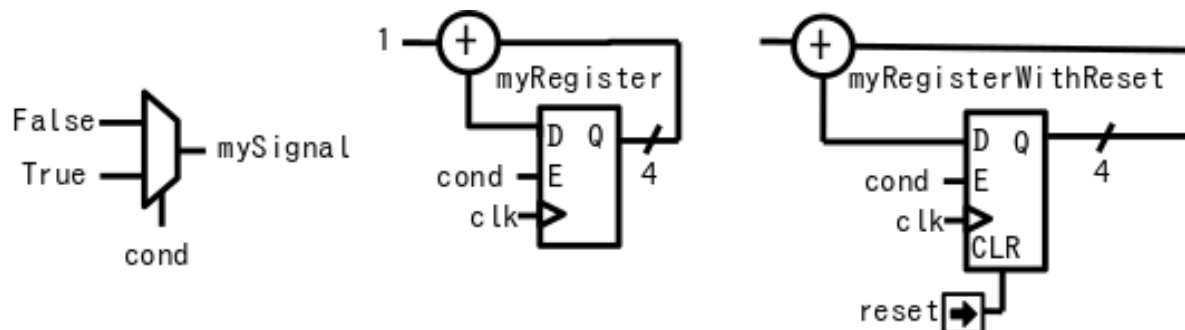 False
True
mySignal
cond
1
myRegister
D Q
4
cond
E
clk
myRegisterWithReset
D Q
4
cond
E
clk
CLR
reset